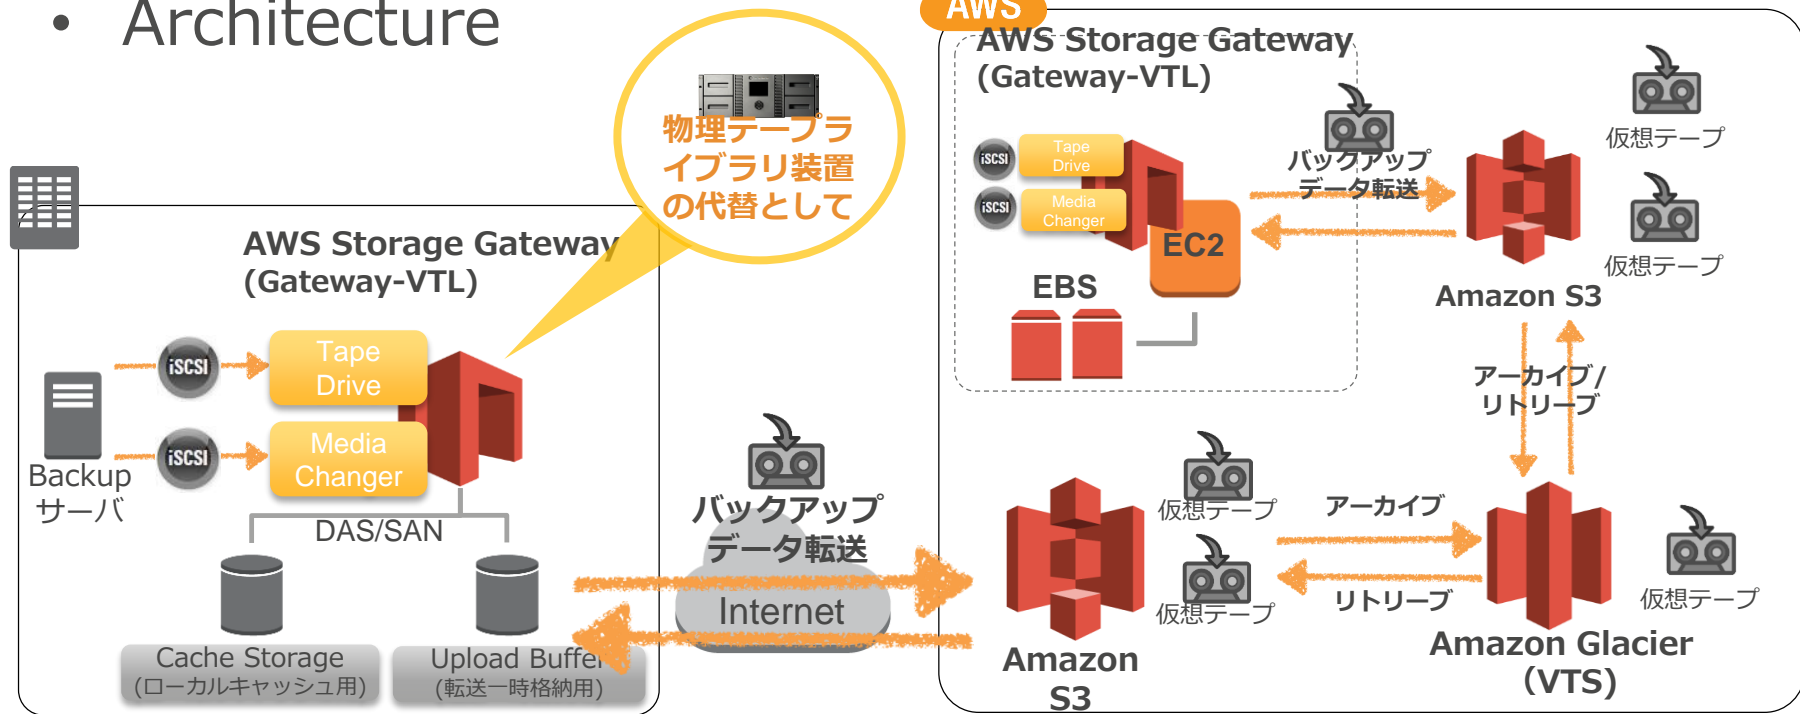 • Architecture
AWS
AWS Storage Gateway
(Gateway-VTL)
物理テープラ
イブラリ装置
の代替として
iSCSI
Tape
Drive
iSCSI
Media
Changer
EC2
EBS
バックアップ
データ転送
仮想テープ
仮想テープ
Amazon S3
アーカイブ/
リトリーブ
AWS Storage Gateway
(Gateway-VTL)
Backup
サーバ
iSCSI
Tape
Drive
iSCSI
Media
Changer
DAS/SAN
Cache Storage
(ローカルキャッシュ用)
Upload Buffer
(転送一時格納用)
バックアップ
データ転送
Internet
Amazon
S3
仮想テープ
仮想テープ
アーカイブ
リトリーブ
仮想テープ
Amazon Glacier
(VTS)